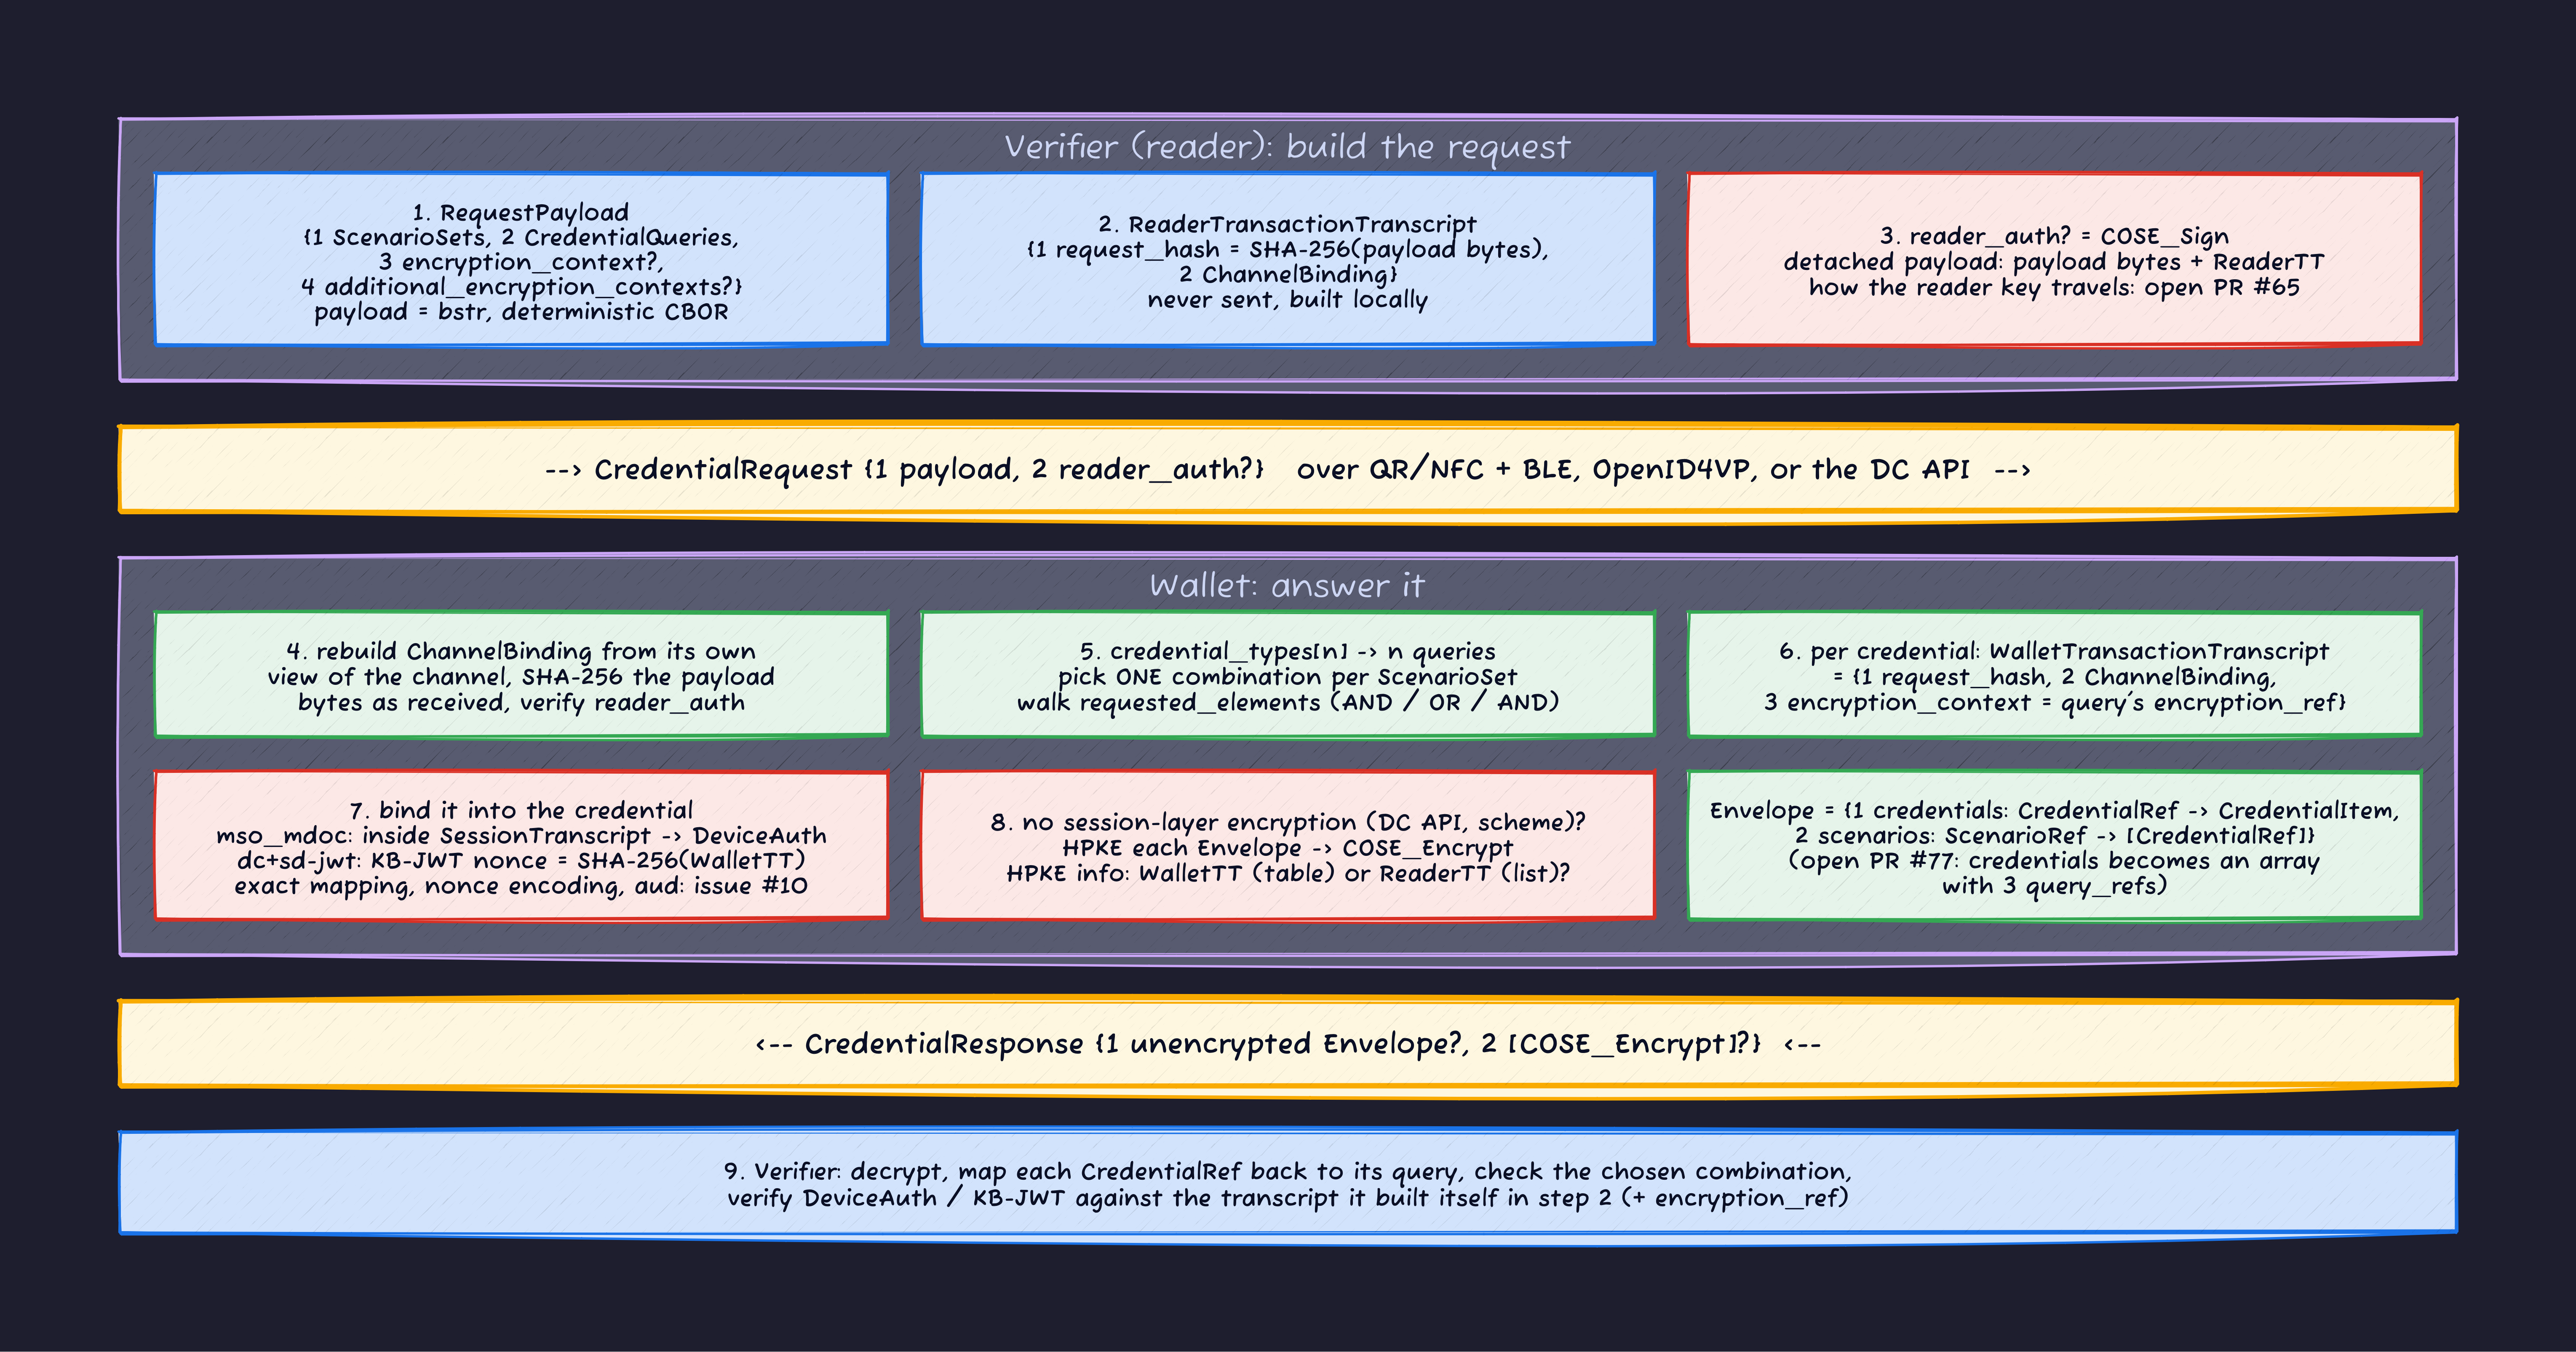 Verifier (reader): build the request
1. RequestPayload
{1 ScenarioSets, 2 CredentialQueries,
3 encryption_context?,
4 additional_encryption_contexts?}
payload = bstr, deterministic CBOR
2. ReaderTransactionTranscript
{1 request_hash = SHA-256(payload bytes),
2 ChannelBinding}
never sent, built locally
3. reader_auth? = COSE_Sign
detached payload: payload bytes + ReaderTT
how the reader key travels: open PR #65
--> CredentialRequest {1 payload, 2 reader_auth?}   over QR/NFC + BLE, OpenID4VP, or the DC API  -->
Wallet: answer it
4. rebuild ChannelBinding from its own
view of the channel, SHA-256 the payload
bytes as received, verify reader_auth
5. credential_types[n] -> n queries
pick ONE combination per ScenarioSet
walk requested_elements (AND / OR / AND)
6. per credential: WalletTransactionTranscript
= {1 request_hash, 2 ChannelBinding,
3 encryption_context = query's encryption_ref}
7. bind it into the credential
mso_mdoc: inside SessionTranscript -> DeviceAuth
dc+sd-jwt: KB-JWT nonce = SHA-256(WalletTT)
exact mapping, nonce encoding, aud: issue #10
8. no session-layer encryption (DC API, scheme)?
HPKE each Envelope -> COSE_Encrypt
HPKE info: WalletTT (table) or ReaderTT (list)?
Envelope = {1 credentials: CredentialRef -> CredentialItem,
2 scenarios: ScenarioRef -> [CredentialRef]}
(open PR #77: credentials becomes an array
with 3 query_refs)
<-- CredentialResponse {1 unencrypted Envelope?, 2 [COSE_Encrypt]?}  <--
9. Verifier: decrypt, map each CredentialRef back to its query, check the chosen combination,
verify DeviceAuth / KB-JWT against the transcript it built itself in step 2 (+ encryption_ref)